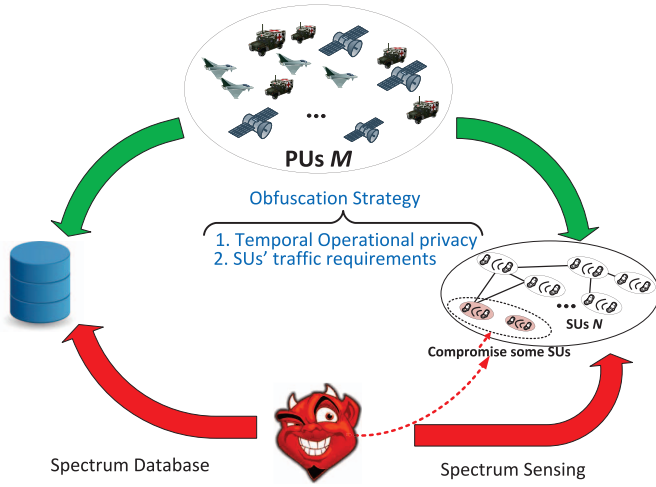 ...
PUs M
Obfuscation Strategy
1. Temporal Operational privacy
2. SUs' traffic requirements
...
SUs N
Compromise some SUs
Spectrum Database
Spectrum Sensing